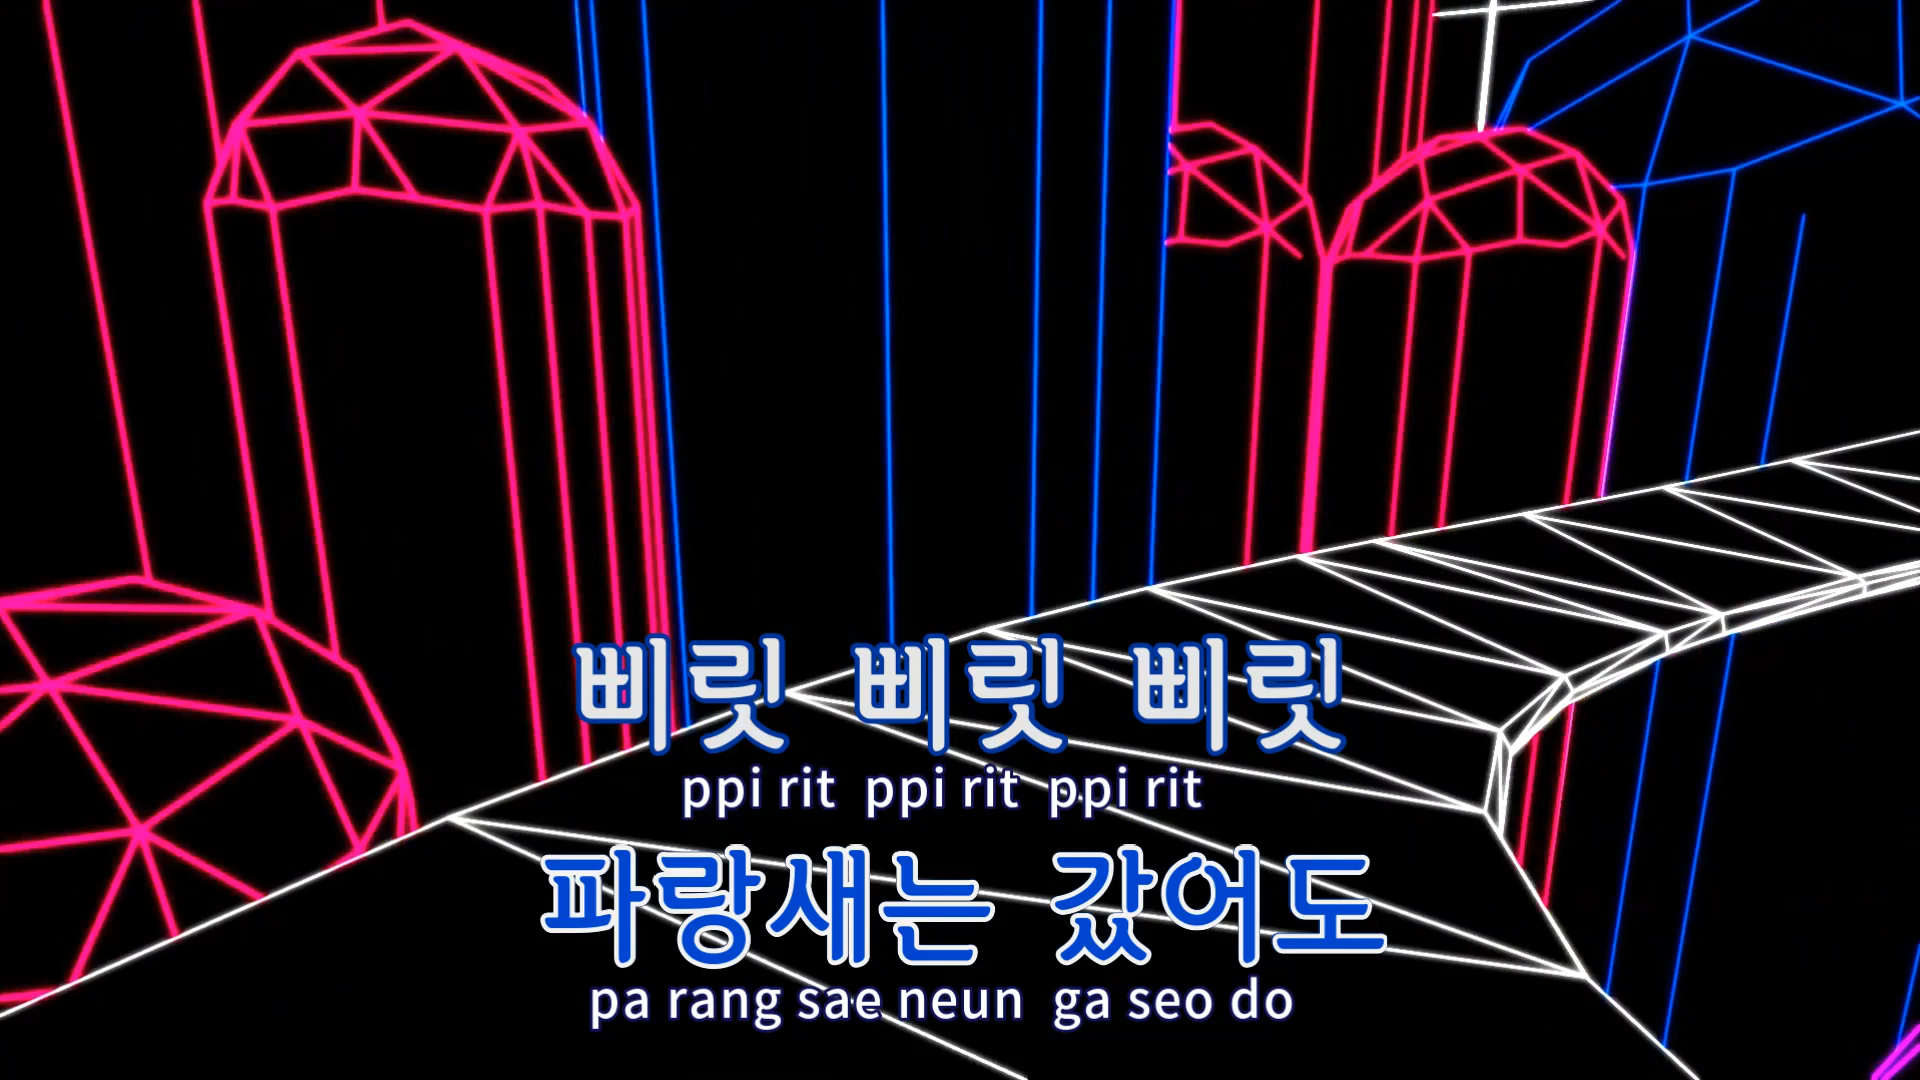 삐릿 삐릿 삐릿
ppi rit ppi rit ppi rit
파랑새는 갔어도
pa rang sae neun ga seo do